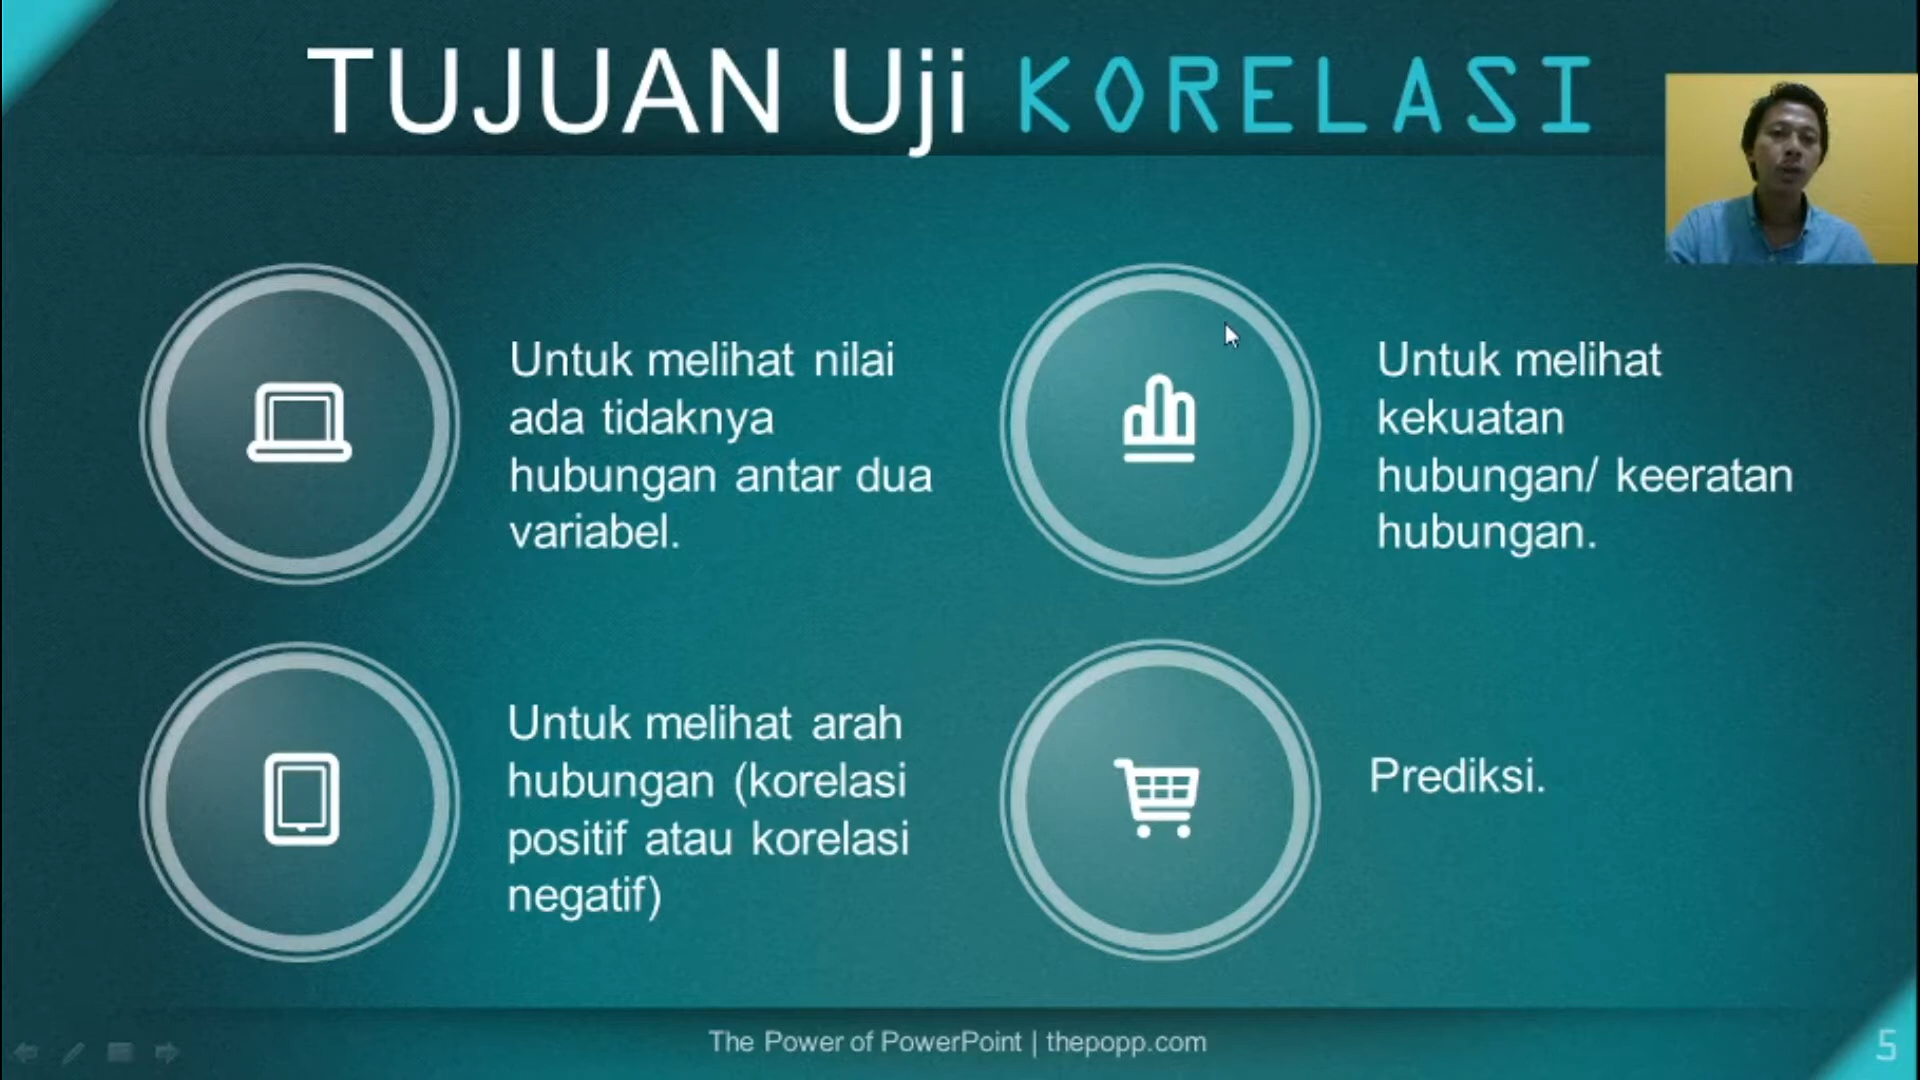 TUJUAN Uji KORELASI
Untuk melihat nilai
ada tidaknya
hubungan antar dua
variabel.
Untuk melihat
kekuatan
hubungan/ keeratan
hubungan.
Untuk melihat arah
hubungan (korelasi
positif atau korelasi
negatif)
Prediksi.
The Power of PowerPoint | thepopp.com
5